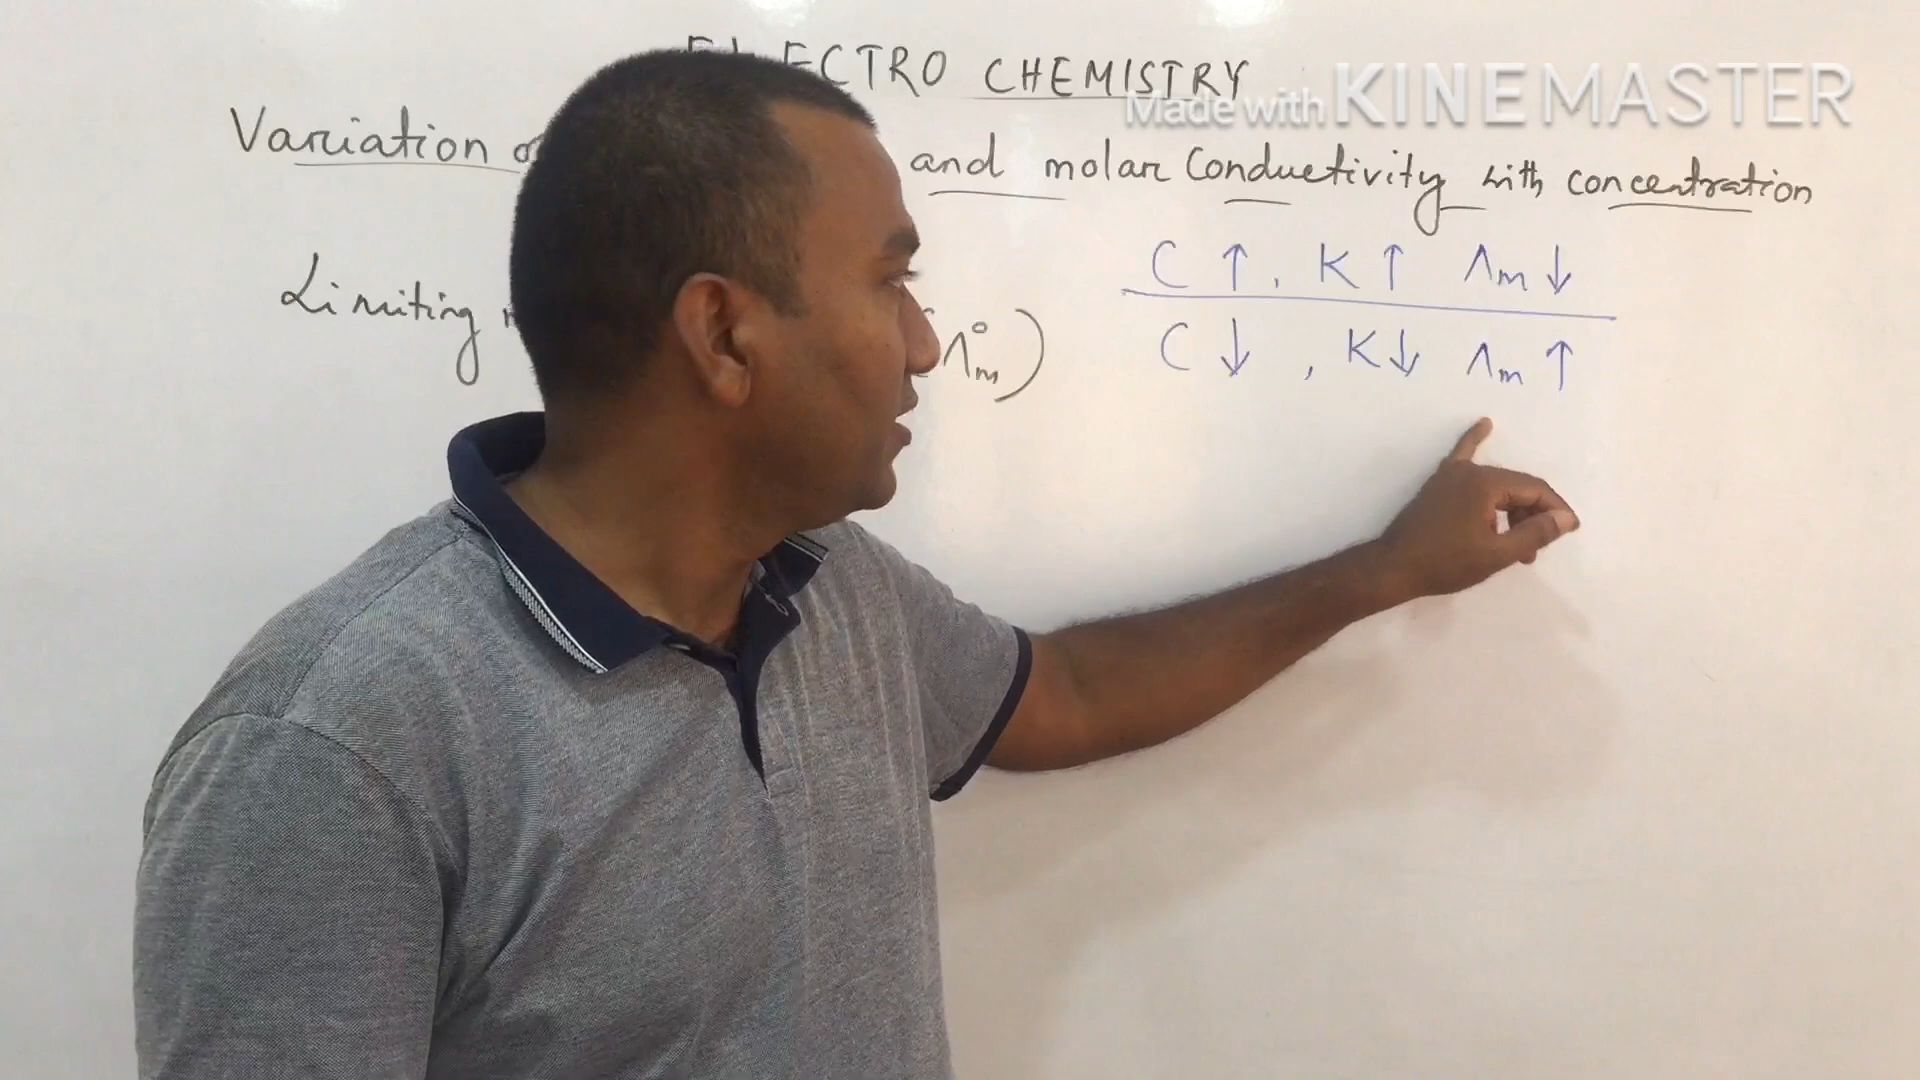 ECTRO CHEMISTRY
Made with KINEMASTER
Variation and molar Conductivity with concentration
C ↑, K ↑ Λm ↓
Limiting (Λ°m)
C ↓, K↓ Λm ↑